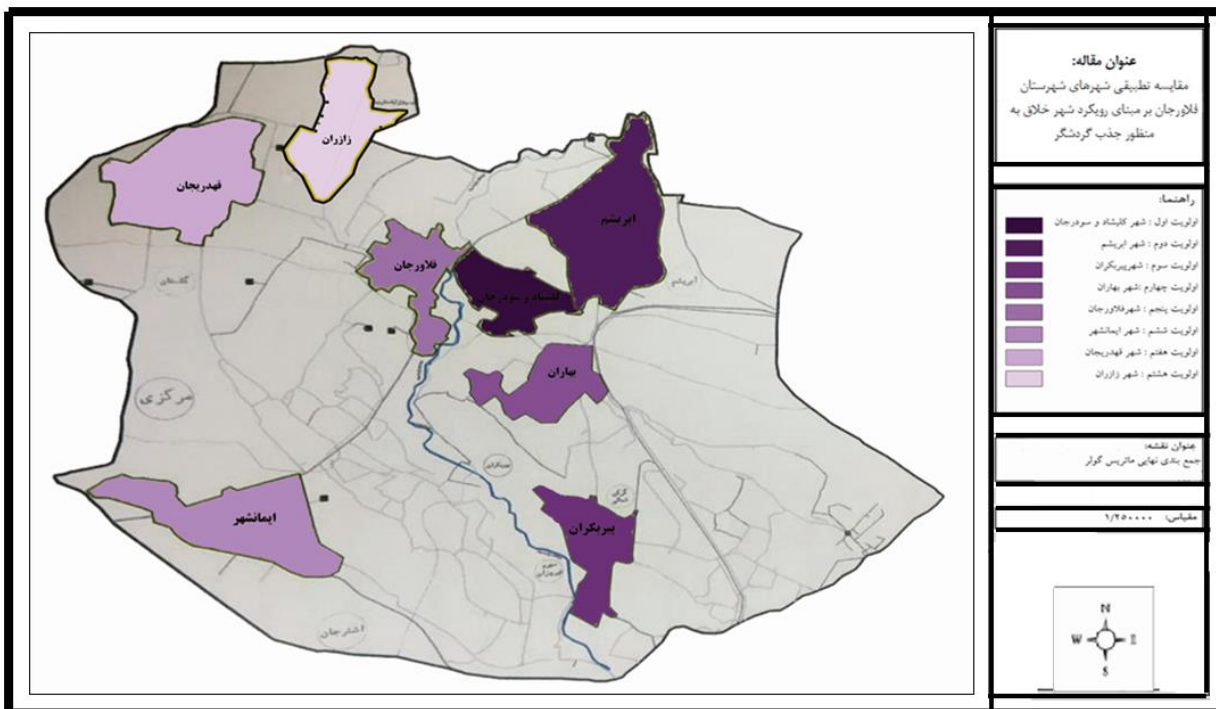 زازران
قهدریجان
ابریشم
فلاورجان
کلیشاد و سودرجان
گلستان
ابریشم
بهاران
مرکزی
ایمانشهر
پیربکران
اشترجان
عنوان مقاله:
مقایسه تطبیقی شهرهای شهرستان
فلاورجان بر مبنای رویکرد شهر خلاق به
منظور جذب گردشگر
راهنما:
اولویت اول : شهر کلیشاد و سودرجان
اولویت دوم : شهر ابریشم
اولویت سوم : شهرپیربکران
اولویت چهارم :شهر بهاران
اولویت پنجم : شهرفلاورجان
اولویت ششم : شهر ایمانشهر
اولویت هفتم : شهر قهدریجان
اولویت هشتم : شهر زازران
عنوان نقشه:
جمع بندی نهایی ماتریس گولر
مقیاس: ۱/۲۵۰۰۰۰
N
W E
S